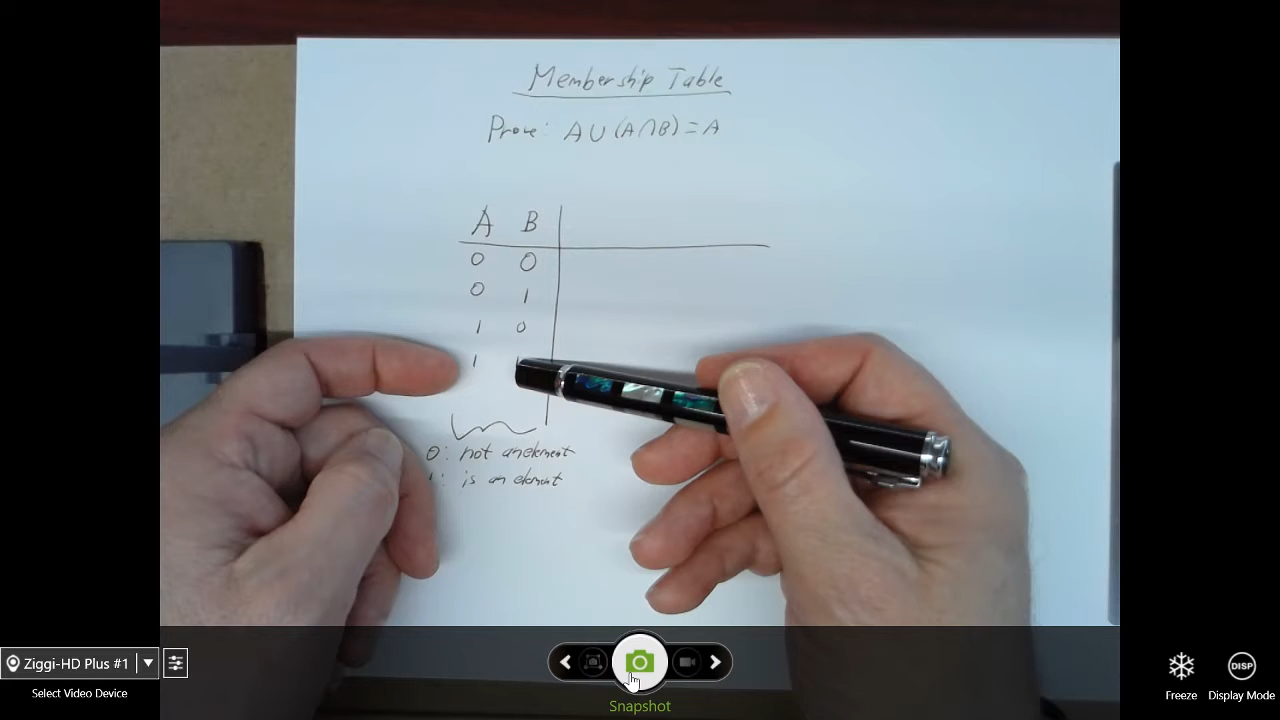 Membership Table
Prove: A∪(A∩B)=A
A B
0 0
0 1
1 0
1 1
0: not an element
1: is an element
Ziggi-HD Plus #1
Select Video Device
Snapshot
Freeze
DISP
Display Mode